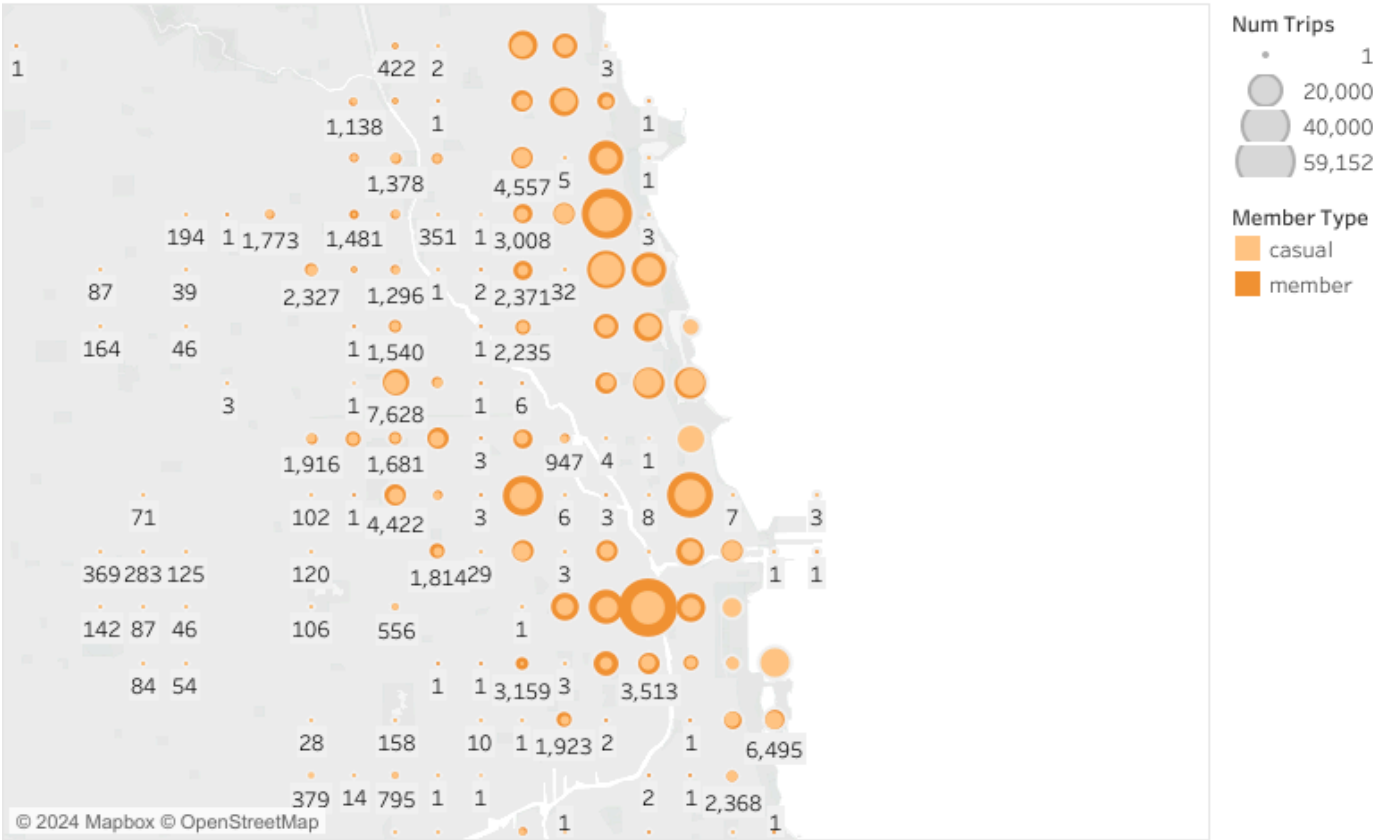 1 422 2 3
1,138 1 1
1,378 4,557 5 1
194 1 1,773 1,481 351 1 3,008 3
87 39 2,327 1,296 1 2 2,371 32
164 46 1 1,540 1 2,235
3 1 7,628 1 6
1,916 1,681 3 947 4 1
71 102 1 4,422 3 6 3 8 7 3
369 283 125 120 1,814 29 3 1 1
142 87 46 106 556 1
84 54 1 1 3,159 3 3,513
28 158 10 1 1,923 2 1 6,495
379 14 795 1 1 2 1 2,368
1 1
© 2024 Mapbox © OpenStreetMap
Num Trips
1
20,000
40,000
59,152
Member Type
casual
member